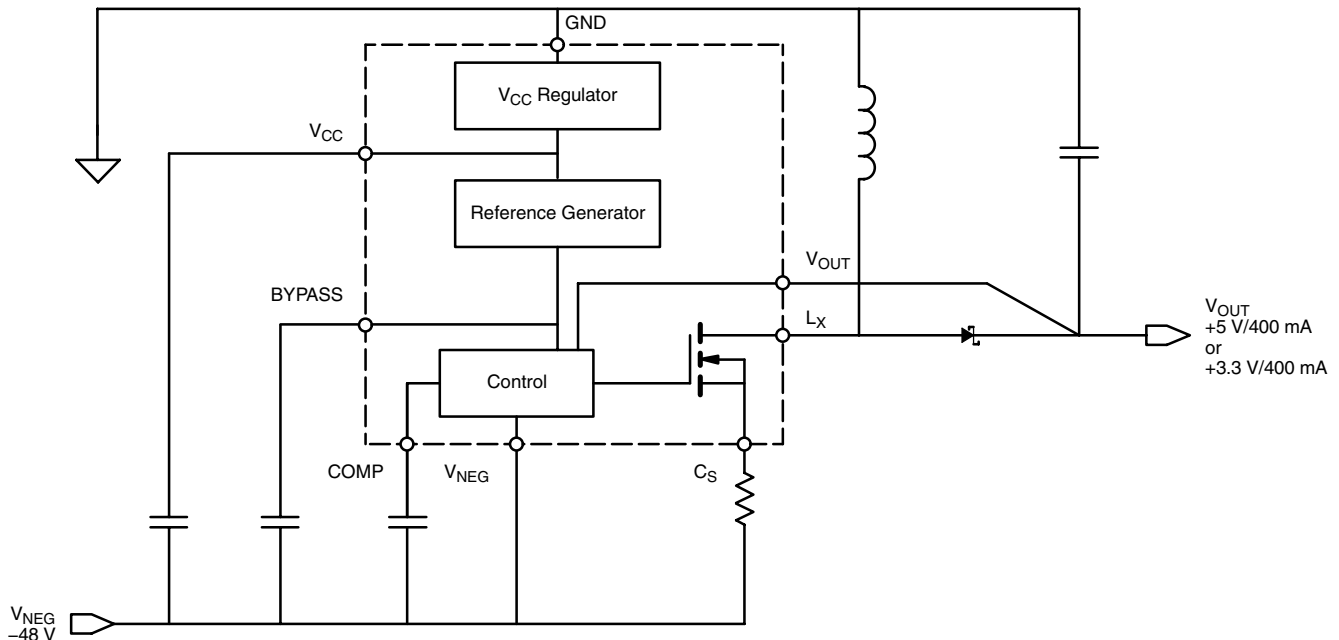 GND
V_CC Regulator
V_CC
Reference Generator
V_OUT
BYPASS
L_X
V_OUT
+5 V/400 mA
or
+3.3 V/400 mA
Control
COMP
V_NEG
C_S
V_NEG
−48 V